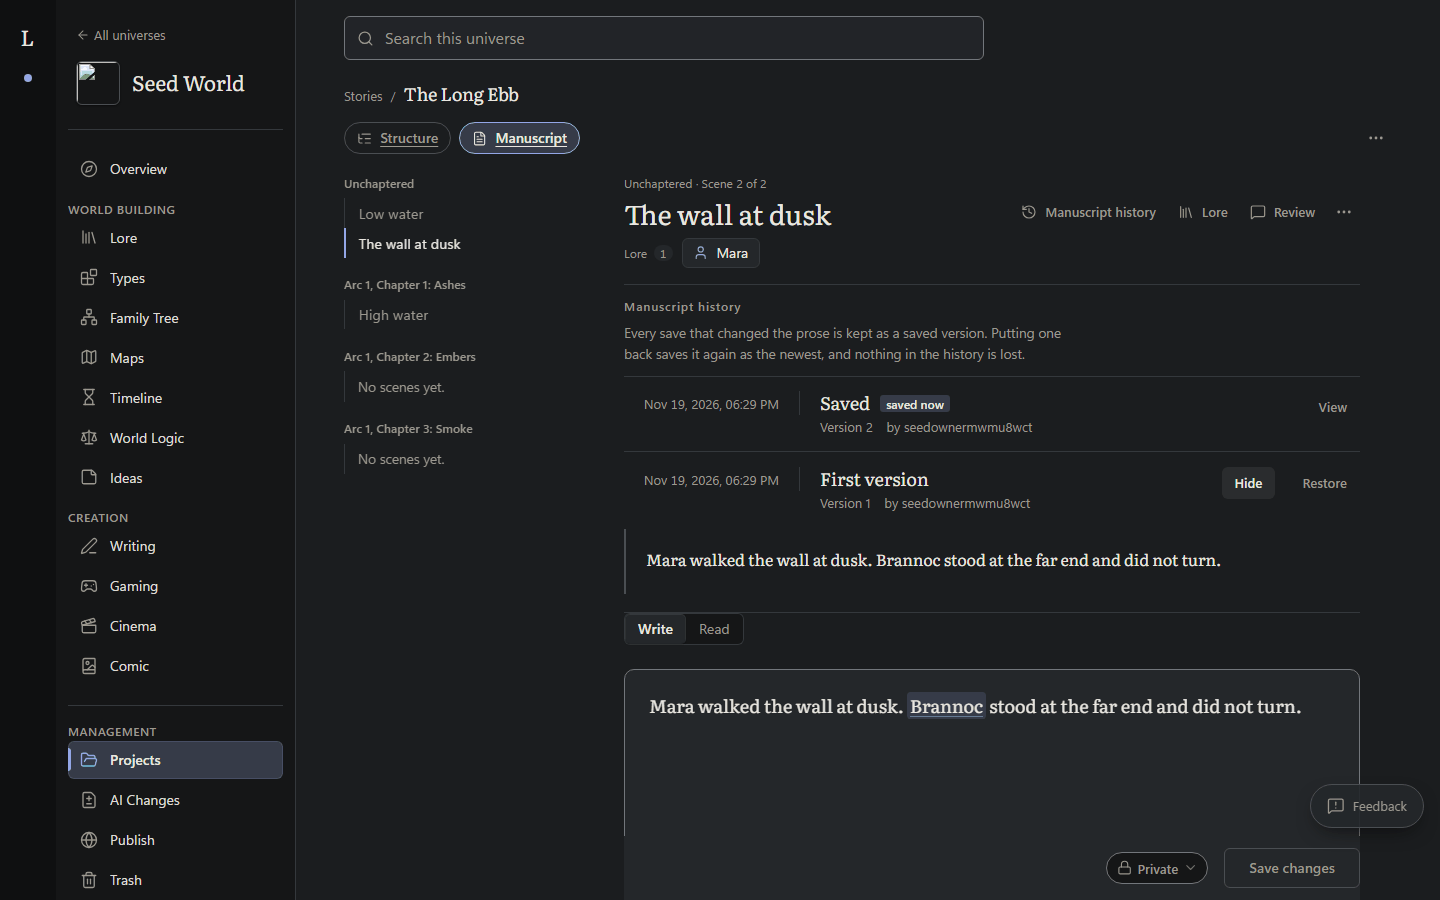 L
← All universes
Seed World
Overview
WORLD BUILDING
Lore
Types
Family Tree
Maps
Timeline
World Logic
Ideas
CREATION
Writing
Gaming
Cinema
Comic
MANAGEMENT
Projects
AI Changes
Publish
Trash
Search this universe
Stories / The Long Ebb
Structure
Manuscript
Unchaptered
Low water
The wall at dusk
Arc 1, Chapter 1: Ashes
High water
Arc 1, Chapter 2: Embers
No scenes yet.
Arc 1, Chapter 3: Smoke
No scenes yet.
Unchaptered · Scene 2 of 2
The wall at dusk
Manuscript history
Lore
Review
Lore 1 Mara
Manuscript history
Every save that changed the prose is kept as a saved version. Putting one
back saves it again as the newest, and nothing in the history is lost.
Nov 19, 2026, 06:29 PM
Saved saved now
Version 2 by seedownermwmu8wct
View
Nov 19, 2026, 06:29 PM
First version
Version 1 by seedownermwmu8wct
Hide
Restore
Mara walked the wall at dusk. Brannoc stood at the far end and did not turn.
Write Read
Mara walked the wall at dusk. Brannoc stood at the far end and did not turn.
Feedback
Private
Save changes